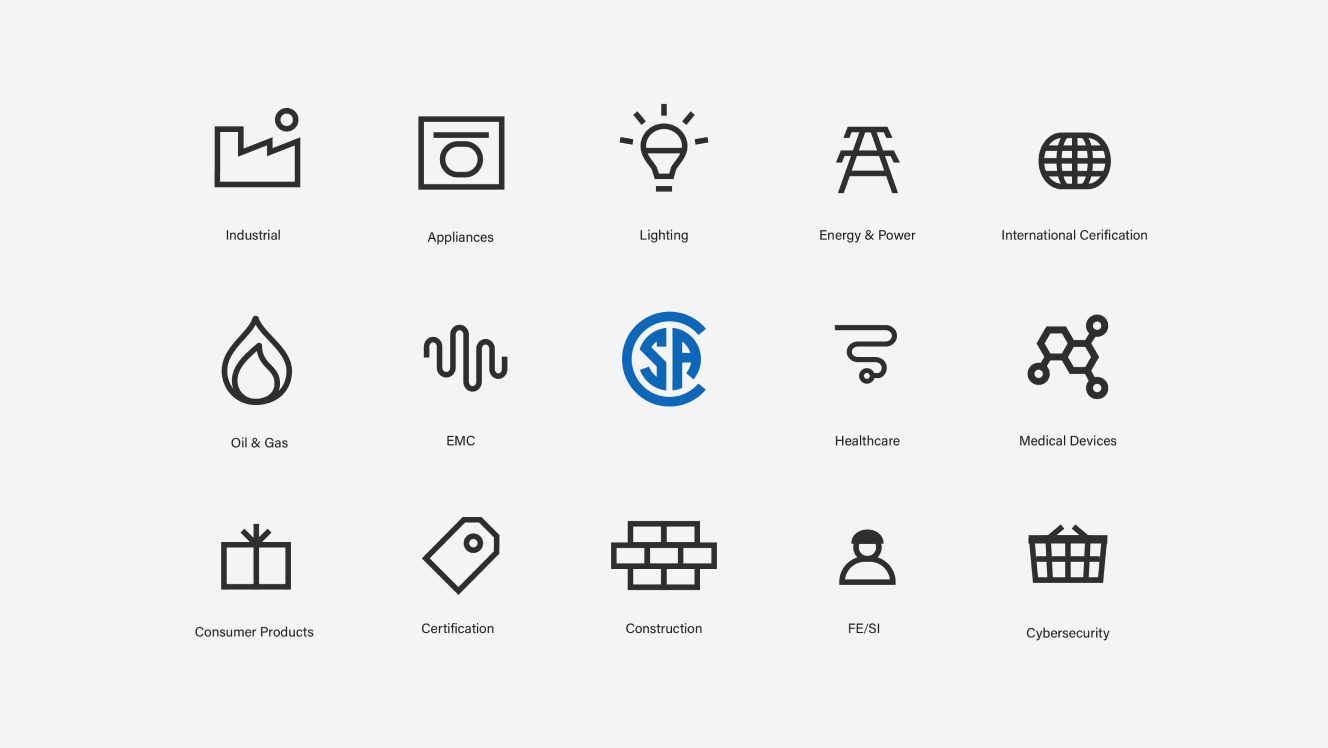 Industrial
Appliances
Lighting
Energy & Power
International Cerification
Oil & Gas
EMC
CSA
Healthcare
Medical Devices
Consumer Products
Certification
Construction
FE/SI
Cybersecurity